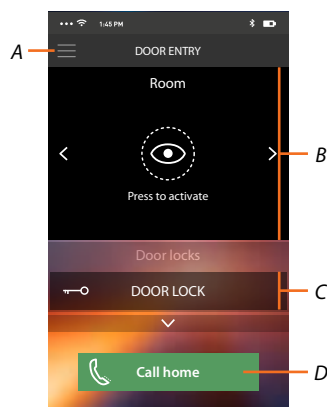 1:45 PM
A
DOOR ENTRY
Room
B
Press to activate
Door locks
DOOR LOCK
C
Call home
D